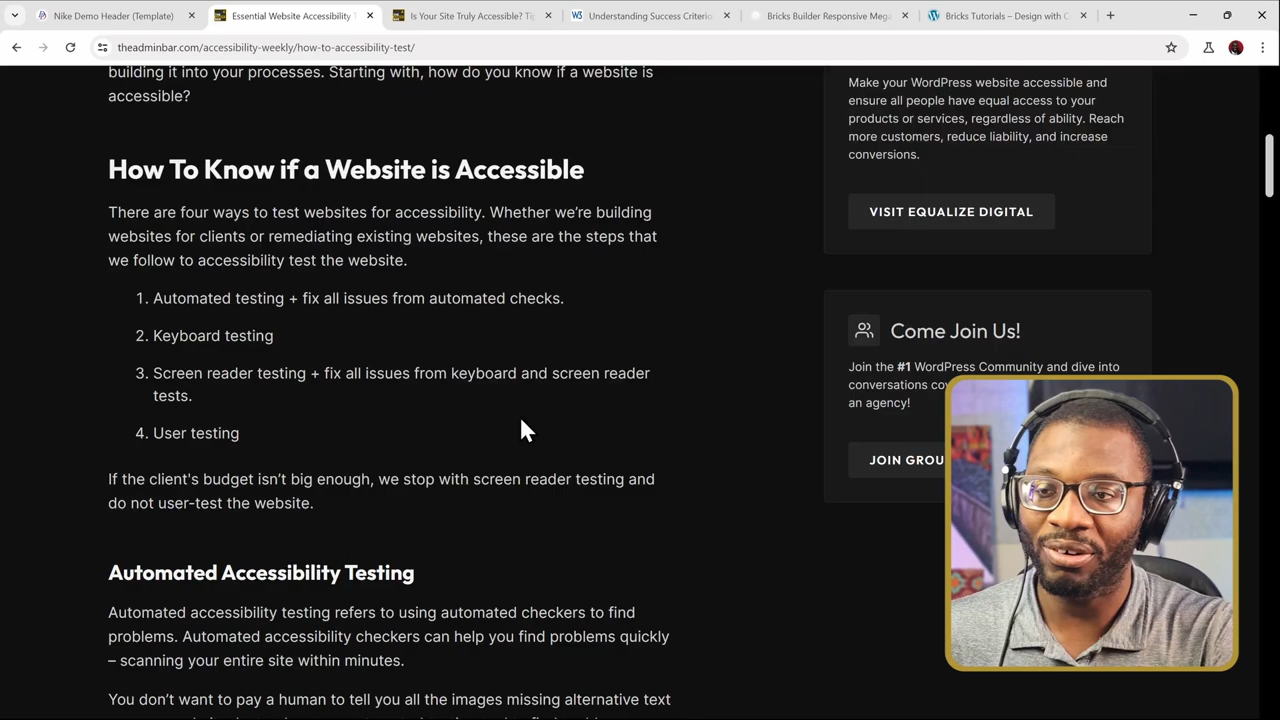 Nike Demo Header (Template)
Essential Website Accessibility T
Is Your Site Truly Accessible? Ti
Understanding Success Criterio
Bricks Builder Responsive Meg
Bricks Tutorials – Design with C
theadminbar.com/accessibility-weekly/how-to-accessibility-test/
building it into your processes. Starting with, how do you know if a website is
accessible?
How To Know if a Website is Accessible
There are four ways to test websites for accessibility. Whether we're building
websites for clients or remediating existing websites, these are the steps that
we follow to accessibility test the website.
1. Automated testing + fix all issues from automated checks.
2. Keyboard testing
3. Screen reader testing + fix all issues from keyboard and screen reader
tests.
4. User testing
If the client's budget isn't big enough, we stop with screen reader testing and
do not user-test the website.
Automated Accessibility Testing
Automated accessibility testing refers to using automated checkers to find
problems. Automated accessibility checkers can help you find problems quickly
– scanning your entire site within minutes.
You don't want to pay a human to tell you all the images missing alternative text
Make your WordPress website accessible and
ensure all people have equal access to your
products or services, regardless of ability. Reach
more customers, reduce liability, and increase
conversions.
VISIT EQUALIZE DIGITAL
Come Join Us!
Join the #1 WordPress Community and dive into
conversations co
an agency!
JOIN GROU